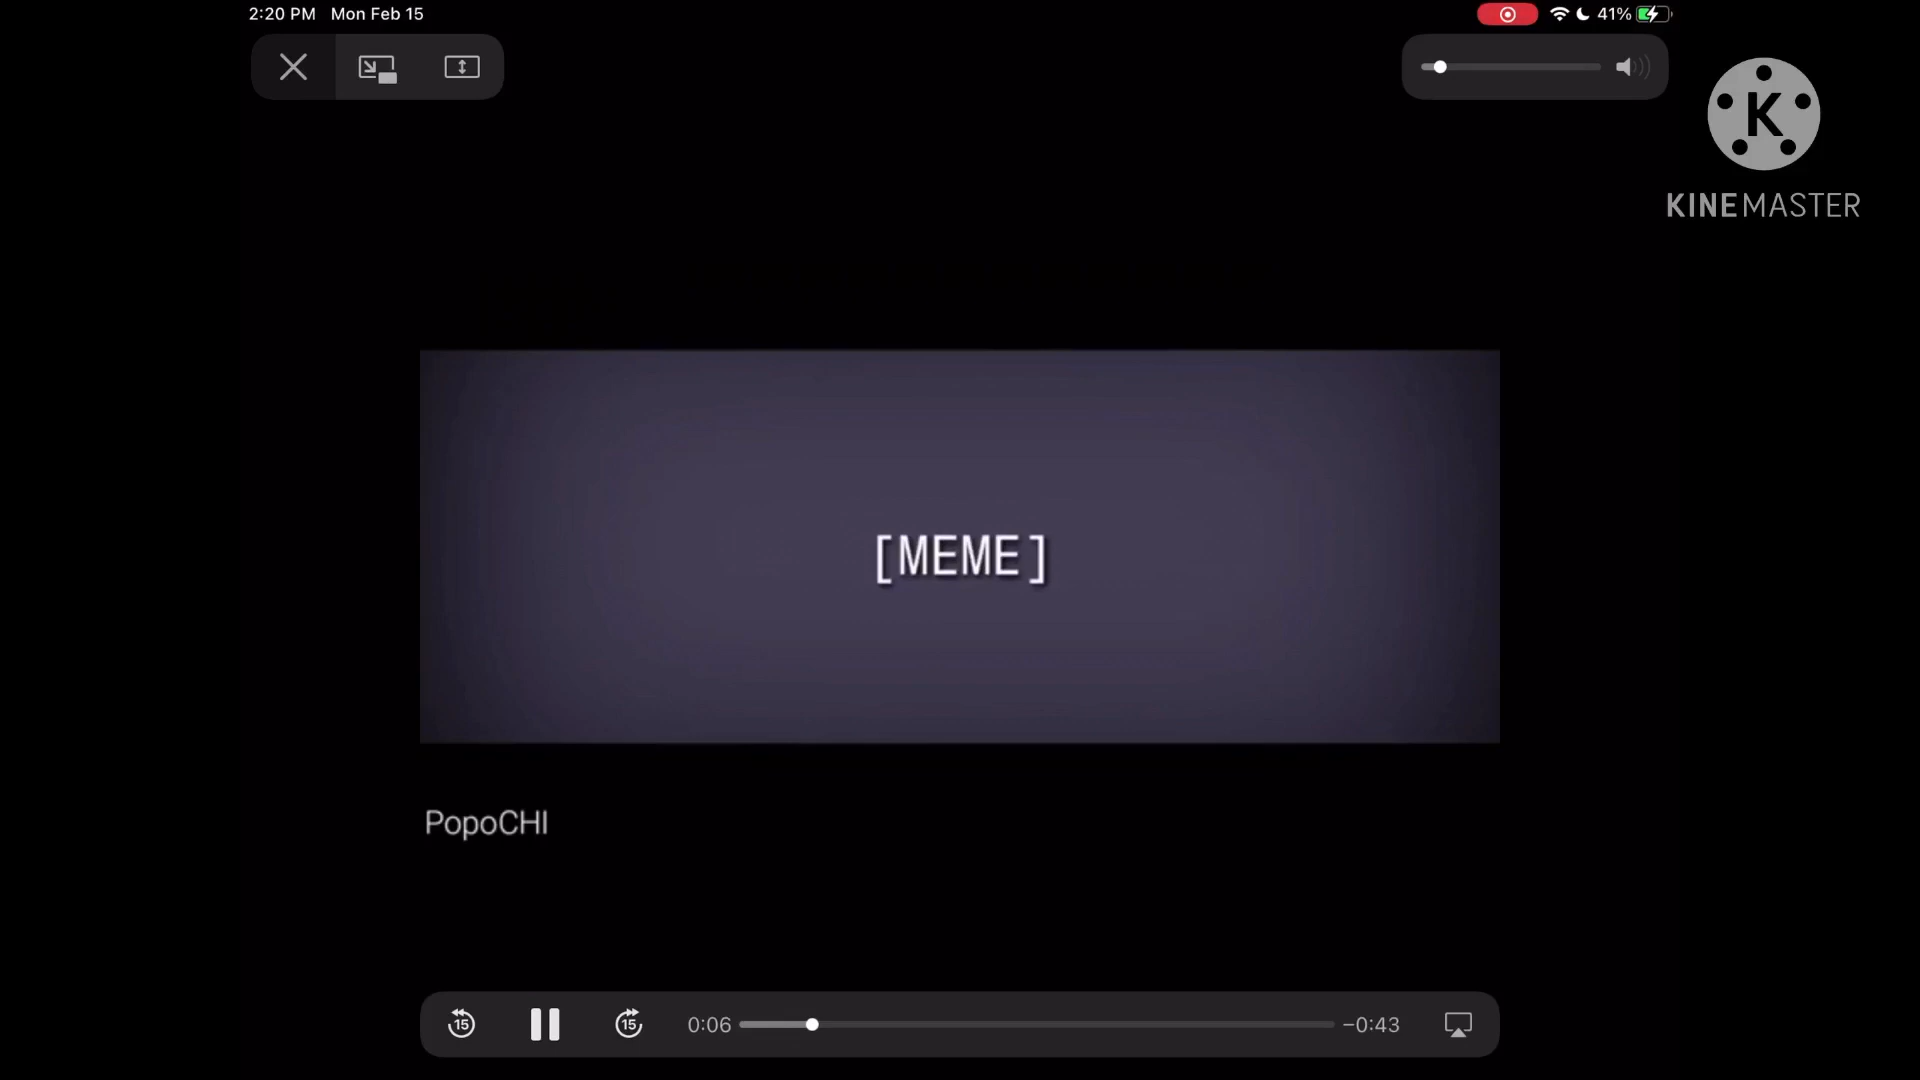 2:20 PM Mon Feb 15
41%
K
KINEMASTER
[MEME]
PopoCHI
15
15
0:06
-0:43